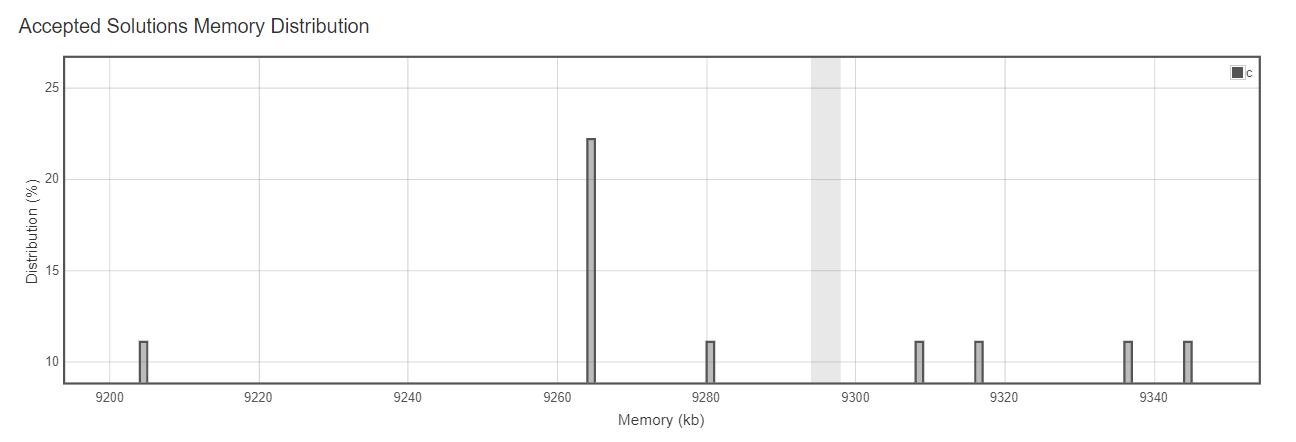 Accepted Solutions Memory Distribution
c
25
20
15
10
Distribution (%)
9200 9220 9240 9260 9280 9300 9320 9340
Memory (kb)